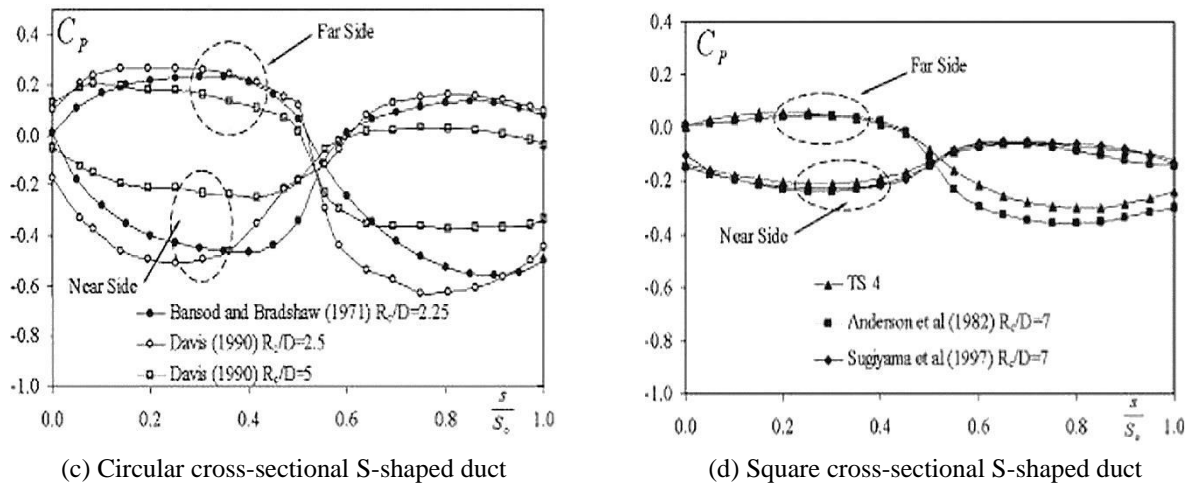 C_P
0.4
0.2
0.0
-0.2
-0.4
-0.6
-0.8
-1.0
Far Side
Near Side
Bansod and Bradshaw (1971) R_c/D=2.25
Davis (1990) R_c/D=2.5
Davis (1990) R_c/D=5
0.0 0.2 0.4 0.6 0.8 1.0
s
(c) Circular cross-sectional S-shaped duct
C_P
0.4
0.2
0.0
-0.2
-0.4
-0.6
-0.8
-1.0
Far Side
Near Side
TS 4
Anderson et al (1982) R_c/D=7
Sugiyama et al (1997) R_c/D=7
0.0 0.2 0.4 0.6 0.8 1.0
s
(d) Square cross-sectional S-shaped duct